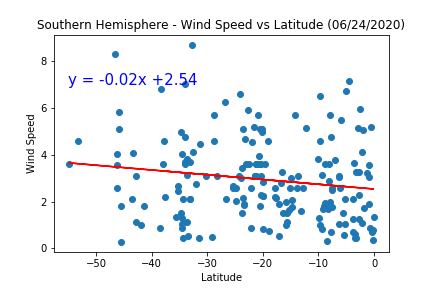 Southern Hemisphere - Wind Speed vs Latitude (06/24/2020)
8
y = -0.02x +2.54
6
Wind Speed
4
2
0
−50 −40 −30 −20 −10 0
Latitude